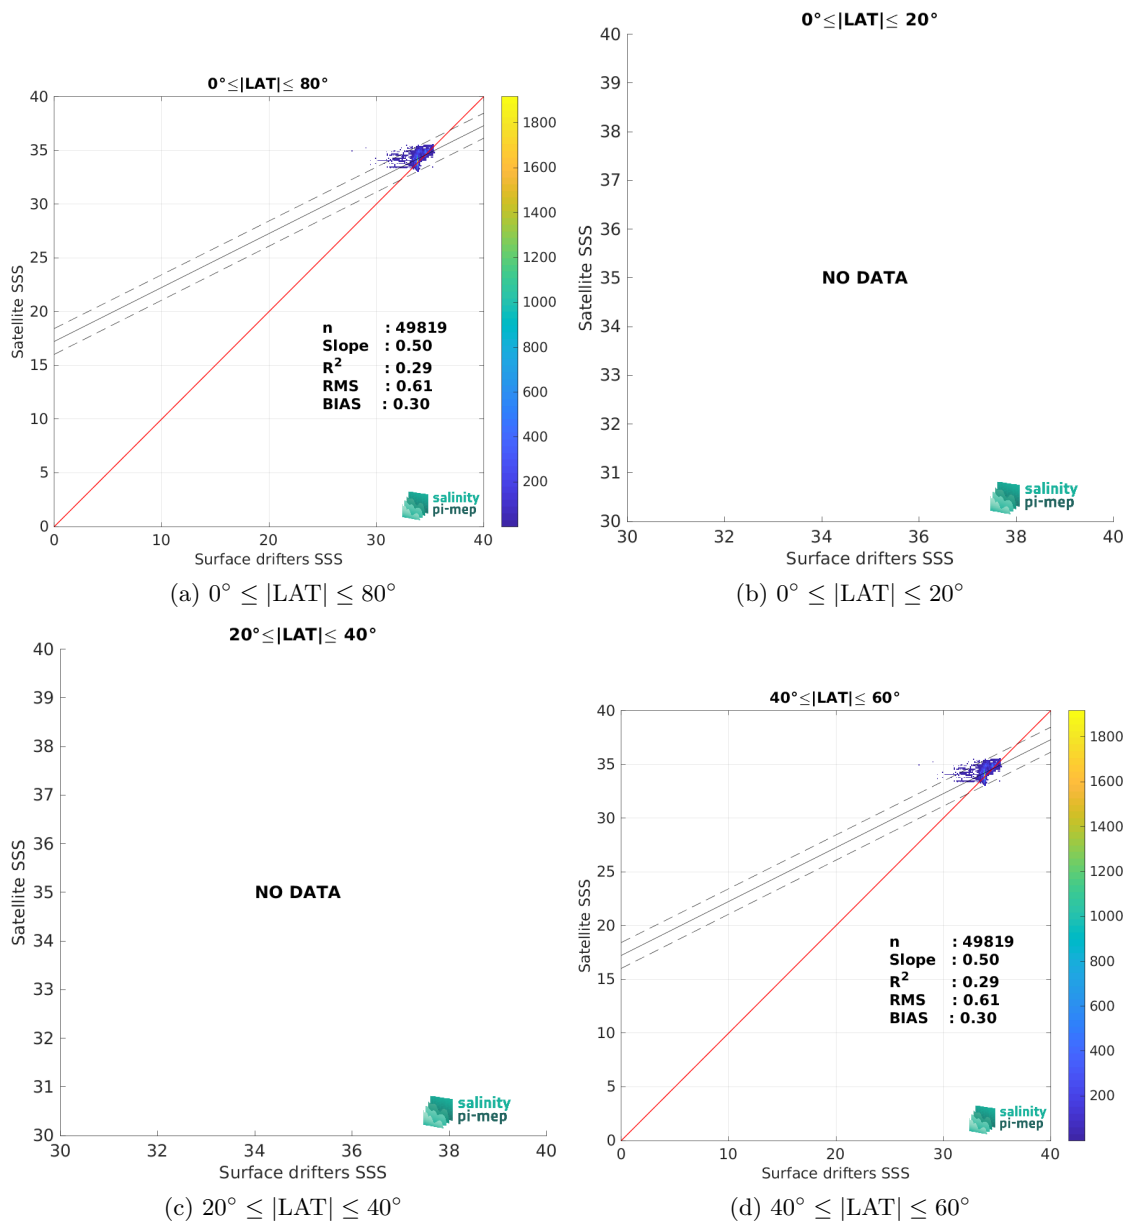 0°≤|LAT|≤ 80°
40
35
30
25
20
15
10
5
0
Satellite SSS
0
10
20
30
40
Surface drifters SSS
1800
1600
1400
1200
1000
800
600
400
200
n : 49819
Slope : 0.50
R² : 0.29
RMS : 0.61
BIAS : 0.30
salinity
pi-mep
(a) 0° ≤ |LAT| ≤ 80°
0°≤|LAT|≤ 20°
40
39
38
37
36
35
34
33
32
31
30
Satellite SSS
NO DATA
30
32
34
36
38
40
Surface drifters SSS
salinity
pi-mep
(b) 0° ≤ |LAT| ≤ 20°
20°≤|LAT|≤ 40°
40
39
38
37
36
35
34
33
32
31
30
Satellite SSS
NO DATA
30
32
34
36
38
40
Surface drifters SSS
salinity
pi-mep
(c) 20° ≤ |LAT| ≤ 40°
40°≤|LAT|≤ 60°
40
35
30
25
20
15
10
5
0
Satellite SSS
0
10
20
30
40
Surface drifters SSS
1800
1600
1400
1200
1000
800
600
400
200
n : 49819
Slope : 0.50
R² : 0.29
RMS : 0.61
BIAS : 0.30
salinity
pi-mep
(d) 40° ≤ |LAT| ≤ 60°